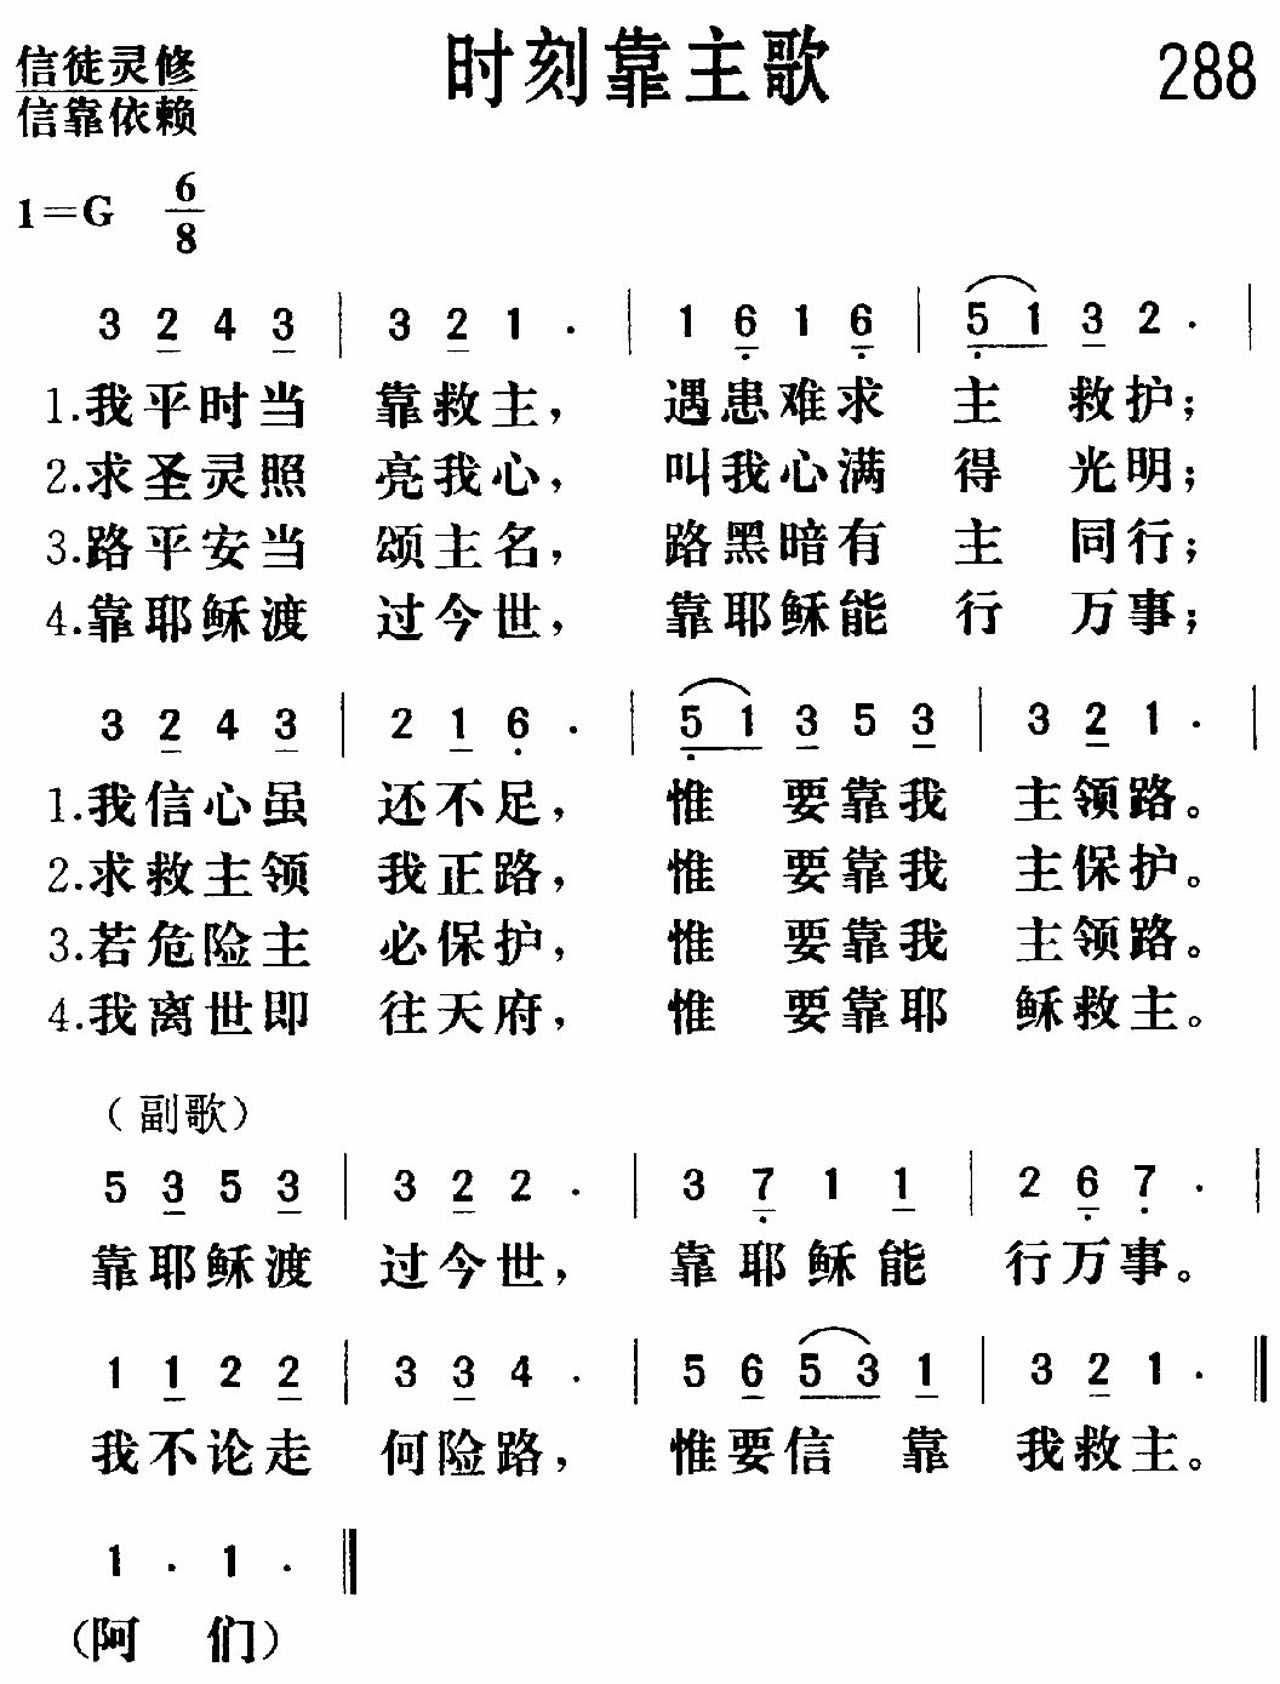 信徒灵修
信靠依赖
时刻靠主歌
288
1=G 6/8
3 2 4 3 | 3 2 1 . | 1 6 1 6 | 5 1 3 2 . |
1.我平时当 靠救主， 遇患难求 主 救护；
2.求圣灵照 亮我心， 叫我心满 得 光明；
3.路平安当 颂主名， 路黑暗有 主 同行；
4.靠耶稣渡 过今世， 靠耶稣能 行 万事；
3 2 4 3 | 2 1 6 . | 5 1 3 5 3 | 3 2 1 . |
1.我信心虽 还不足， 惟 要靠我 主领路。
2.求救主领 我正路， 惟 要靠我 主保护。
3.若危险主 必保护， 惟 要靠我 主领路。
4.我离世即 往天府， 惟 要靠耶 稣救主。
（副歌）
5 3 5 3 | 3 2 2 . | 3 7 1 1 | 2 6 7 . |
靠耶稣渡 过今世， 靠耶稣能 行万事。
1 1 2 2 | 3 3 4 . | 5 6 5 3 1 | 3 2 1 . ‖
我不论走 何险路， 惟要信 靠 我救主。
1 . 1 . ‖
（阿 们）